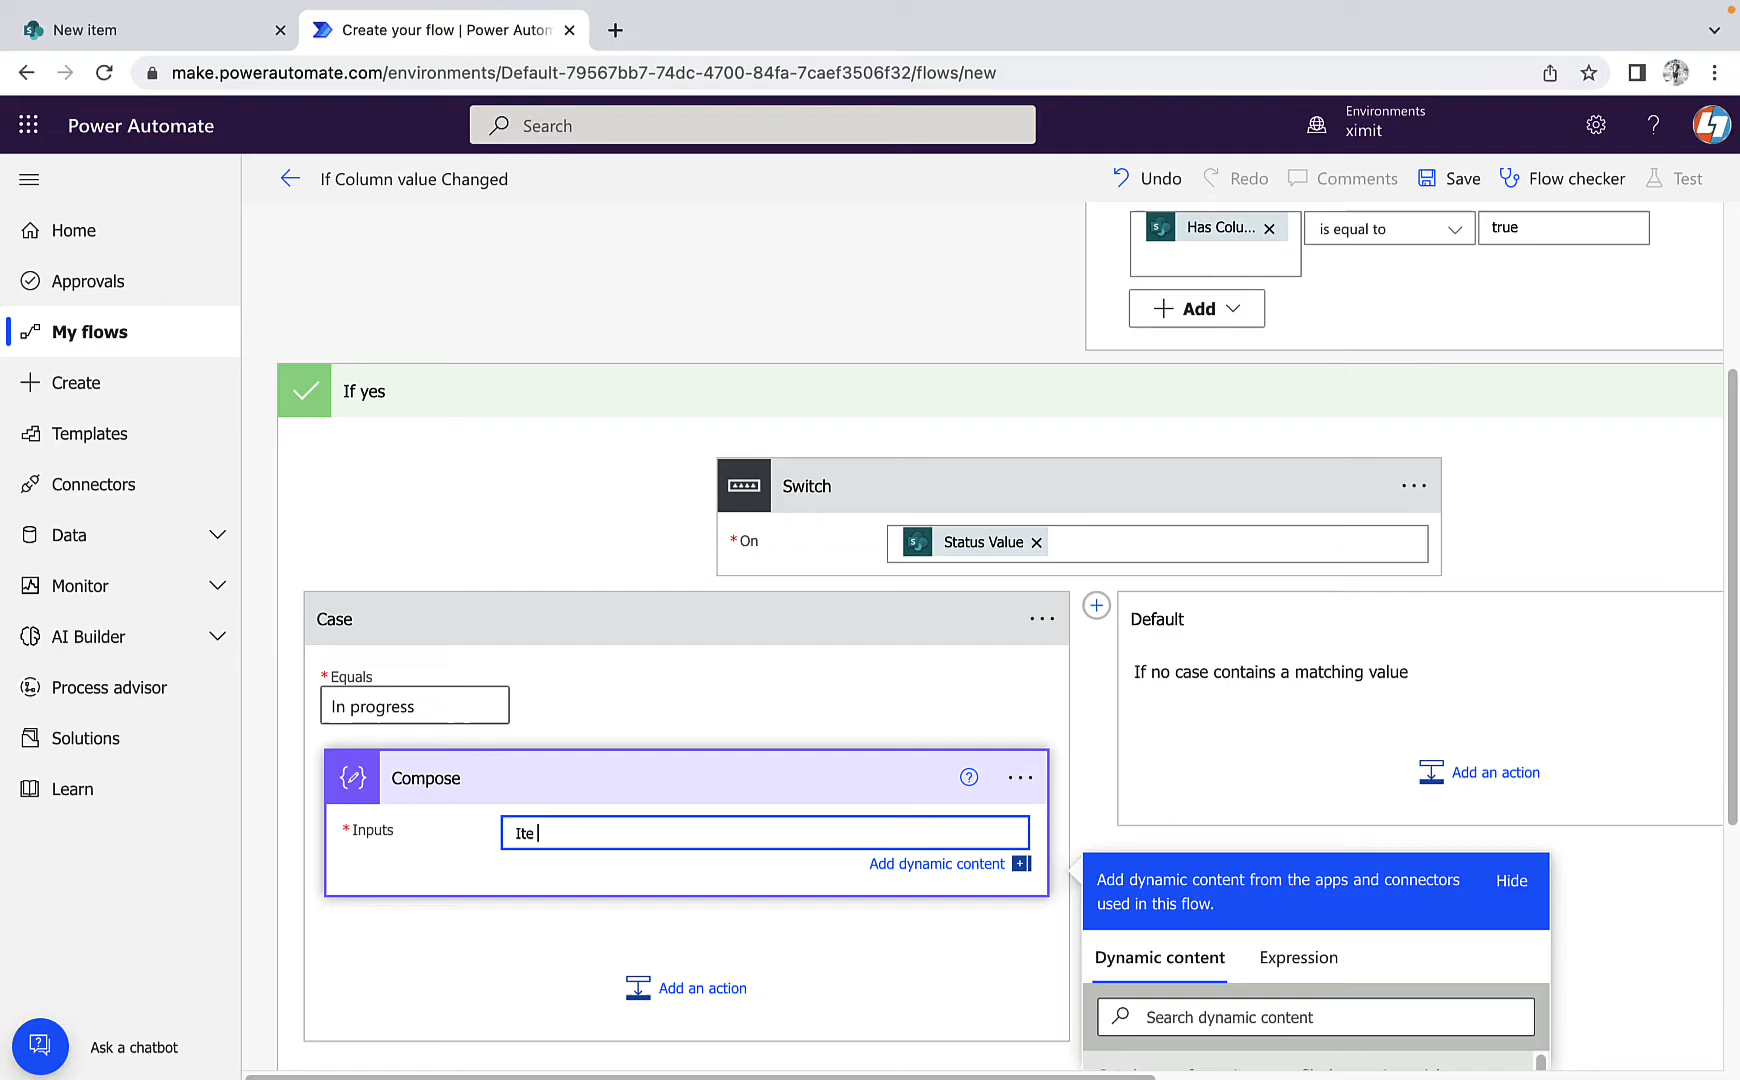 New item
Create your flow | Power Autom
make.powerautomate.com/environments/Default-79567bb7-74dc-4700-84fa-7caef3506f32/flows/new
Power Automate
Search
Environments
ximit
If Column value Changed
Undo
Redo
Comments
Save
Flow checker
Test
Home
Approvals
My flows
Create
Templates
Connectors
Data
Monitor
AI Builder
Process advisor
Solutions
Learn
Ask a chatbot
Has Colu...
is equal to
true
Add
If yes
Switch
* On
Status Value
Case
Default
* Equals
In progress
If no case contains a matching value
Add an action
Compose
* Inputs
Ite
Add dynamic content
Add an action
Add dynamic content from the apps and connectors
used in this flow.
Hide
Dynamic content
Expression
Search dynamic content